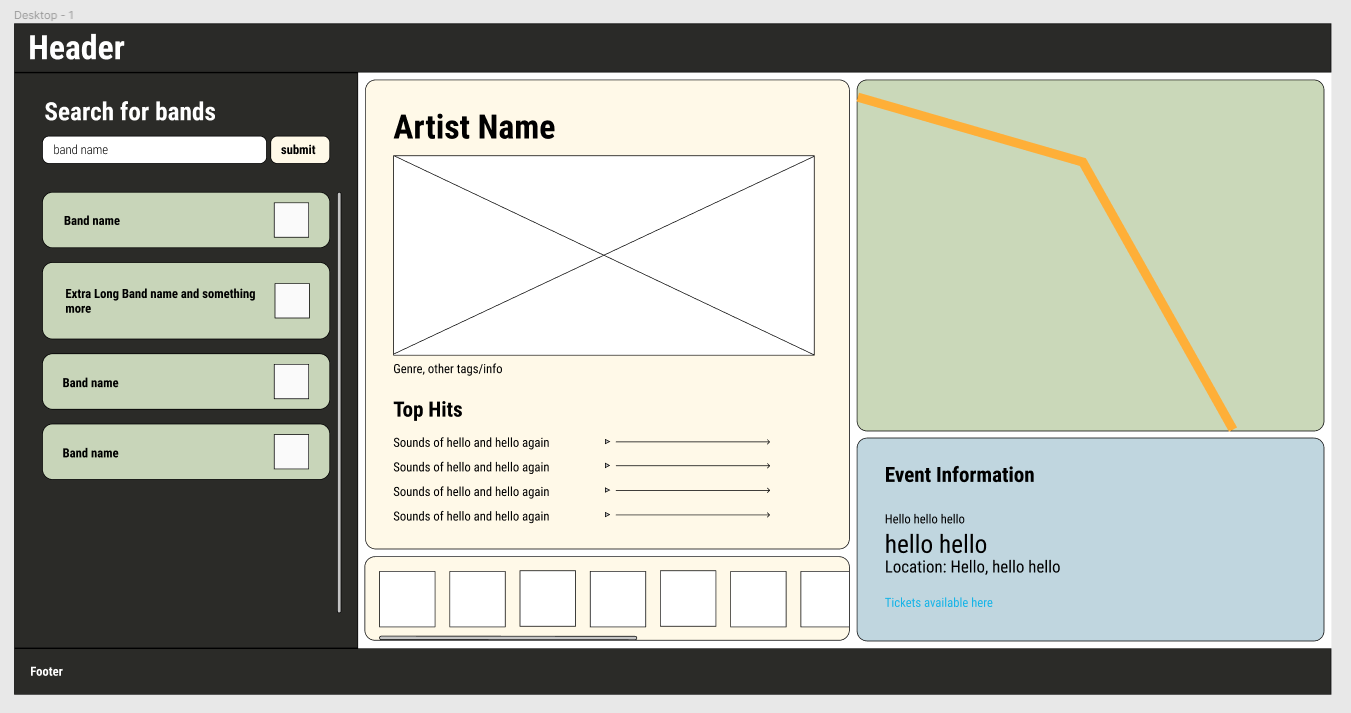 Desktop - 1
Header
Search for bands
band name
submit
Band name
Extra Long Band name and something
more
Band name
Band name
Artist Name
Genre, other tags/info
Top Hits
Sounds of hello and hello again
Sounds of hello and hello again
Sounds of hello and hello again
Sounds of hello and hello again
Event Information
Hello hello hello
hello hello
Location: Hello, hello hello
Tickets available here
Footer